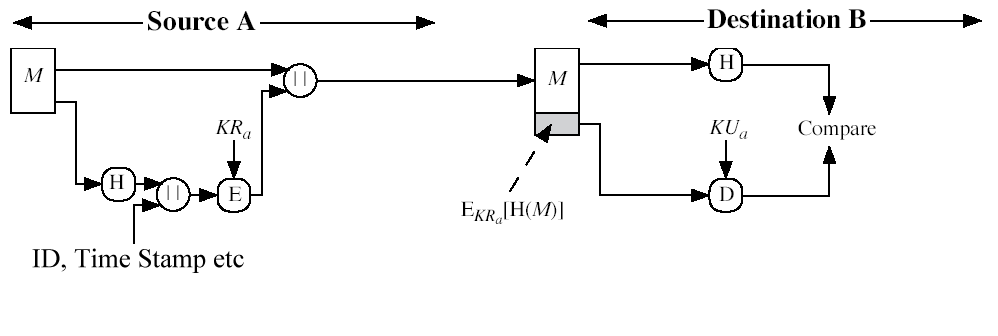 Source A
Destination B
M
||
M
H
KRa
KUa
Compare
H
||
E
D
EKRa[H(M)]
ID, Time Stamp etc